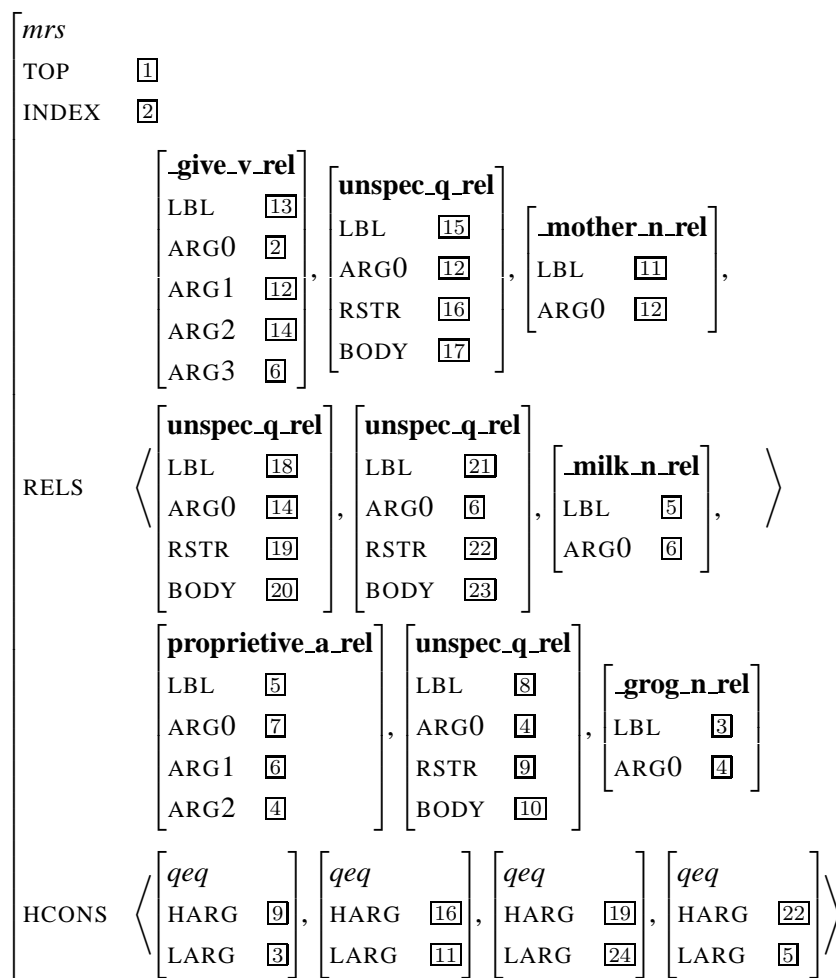 mrs
TOP 1
INDEX 2
_give_v_rel
LBL 13
ARG0 2
ARG1 12
ARG2 14
ARG3 6
,
unspec_q_rel
LBL 15
ARG0 12
RSTR 16
BODY 17
,
_mother_n_rel
LBL 11
ARG0 12
,
RELS
unspec_q_rel
LBL 18
ARG0 14
RSTR 19
BODY 20
,
unspec_q_rel
LBL 21
ARG0 6
RSTR 22
BODY 23
,
_milk_n_rel
LBL 5
ARG0 6
,
proprietive_a_rel
LBL 5
ARG0 7
ARG1 6
ARG2 4
,
unspec_q_rel
LBL 8
ARG0 4
RSTR 9
BODY 10
,
_grog_n_rel
LBL 3
ARG0 4
HCONS
qeq
HARG 9
LARG 3
,
qeq
HARG 16
LARG 11
,
qeq
HARG 19
LARG 24
,
qeq
HARG 22
LARG 5